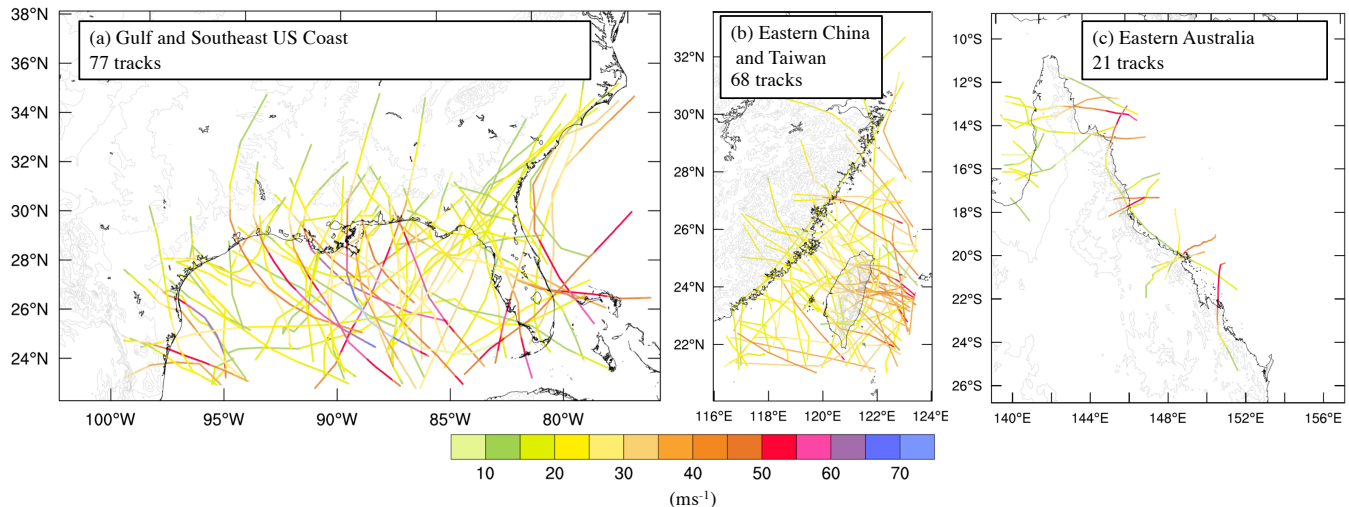 (a) Gulf and Southeast US Coast
77 tracks
38°N
36°N
34°N
32°N
30°N
28°N
26°N
24°N
100°W
95°W
90°W
85°W
80°W
(b) Eastern China
and Taiwan
68 tracks
32°N
30°N
28°N
26°N
24°N
22°N
116°E
118°E
120°E
122°E
124°E
(c) Eastern Australia
21 tracks
10°S
12°S
14°S
16°S
18°S
20°S
22°S
24°S
26°S
140°E
144°E
148°E
152°E
156°E
10 20 30 40 50 60 70
(ms⁻¹)